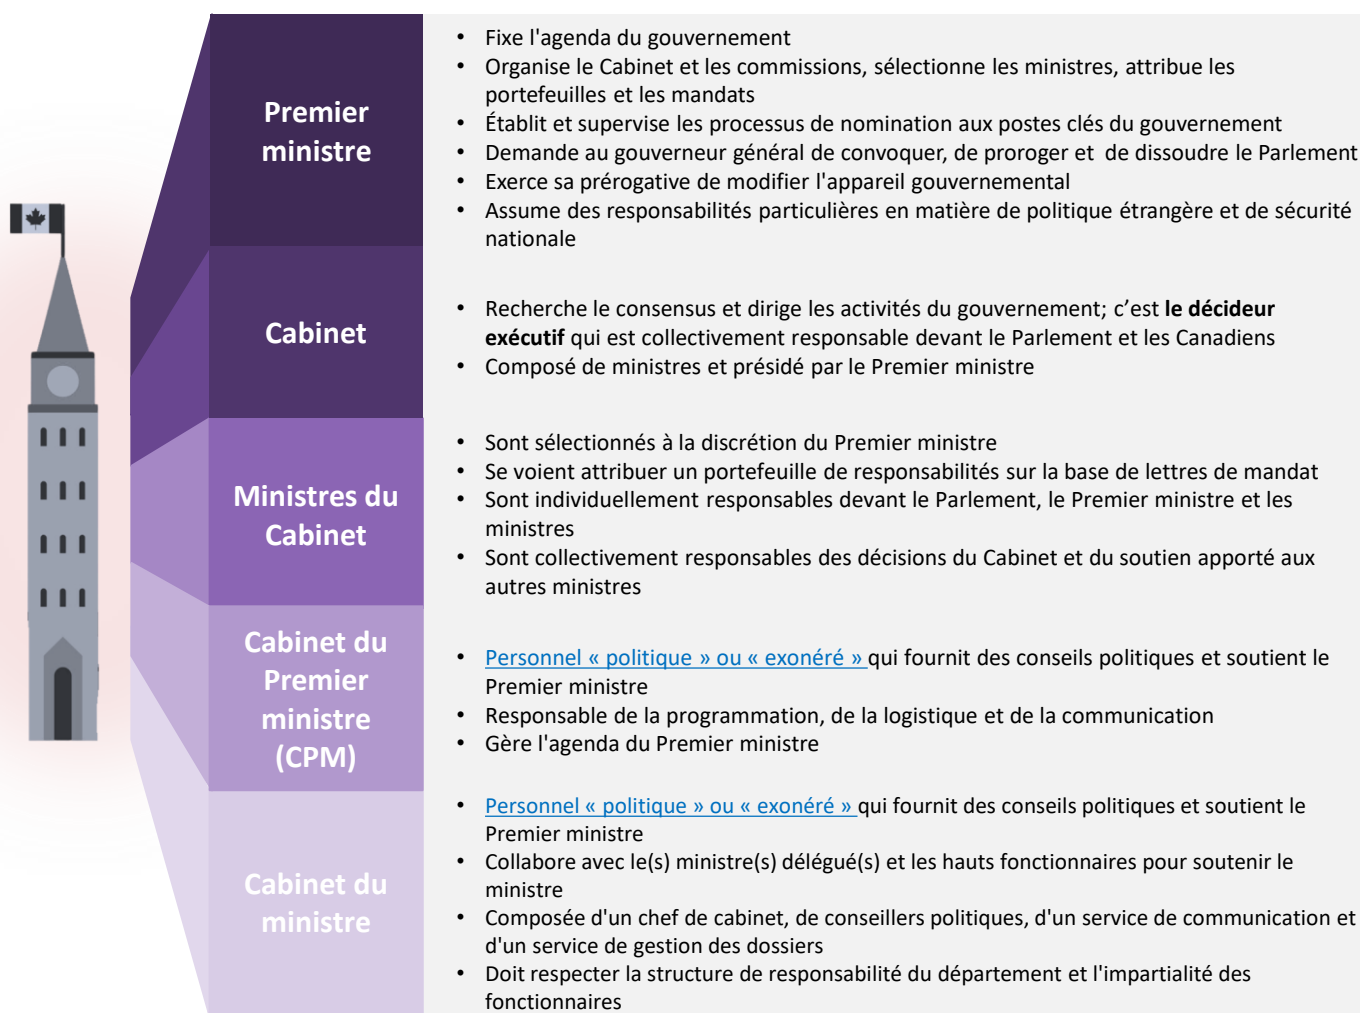 Premier
ministre
• Fixe l'agenda du gouvernement
• Organise le Cabinet et les commissions, sélectionne les ministres, attribue les
portefeuilles et les mandats
• Établit et supervise les processus de nomination aux postes clés du gouvernement
• Demande au gouverneur général de convoquer, de proroger et de dissoudre le Parlement
• Exerce sa prérogative de modifier l'appareil gouvernemental
• Assume des responsabilités particulières en matière de politique étrangère et de sécurité
nationale
Cabinet
• Recherche le consensus et dirige les activités du gouvernement; c’est le décideur
exécutif qui est collectivement responsable devant le Parlement et les Canadiens
• Composé de ministres et présidé par le Premier ministre
Ministres du
Cabinet
• Sont sélectionnés à la discrétion du Premier ministre
• Se voient attribuer un portefeuille de responsabilités sur la base de lettres de mandat
• Sont individuellement responsables devant le Parlement, le Premier ministre et les
ministres
• Sont collectivement responsables des décisions du Cabinet et du soutien apporté aux
autres ministres
Cabinet du
Premier
ministre
(CPM)
• Personnel « politique » ou « exonéré » qui fournit des conseils politiques et soutient le
Premier ministre
• Responsable de la programmation, de la logistique et de la communication
• Gère l'agenda du Premier ministre
Cabinet du
ministre
• Personnel « politique » ou « exonéré » qui fournit des conseils politiques et soutient le
Premier ministre
• Collabore avec le(s) ministre(s) délégué(s) et les hauts fonctionnaires pour soutenir le
ministre
• Composée d'un chef de cabinet, de conseillers politiques, d'un service de communication et
d'un service de gestion des dossiers
• Doit respecter la structure de responsabilité du département et l'impartialité des
fonctionnaires